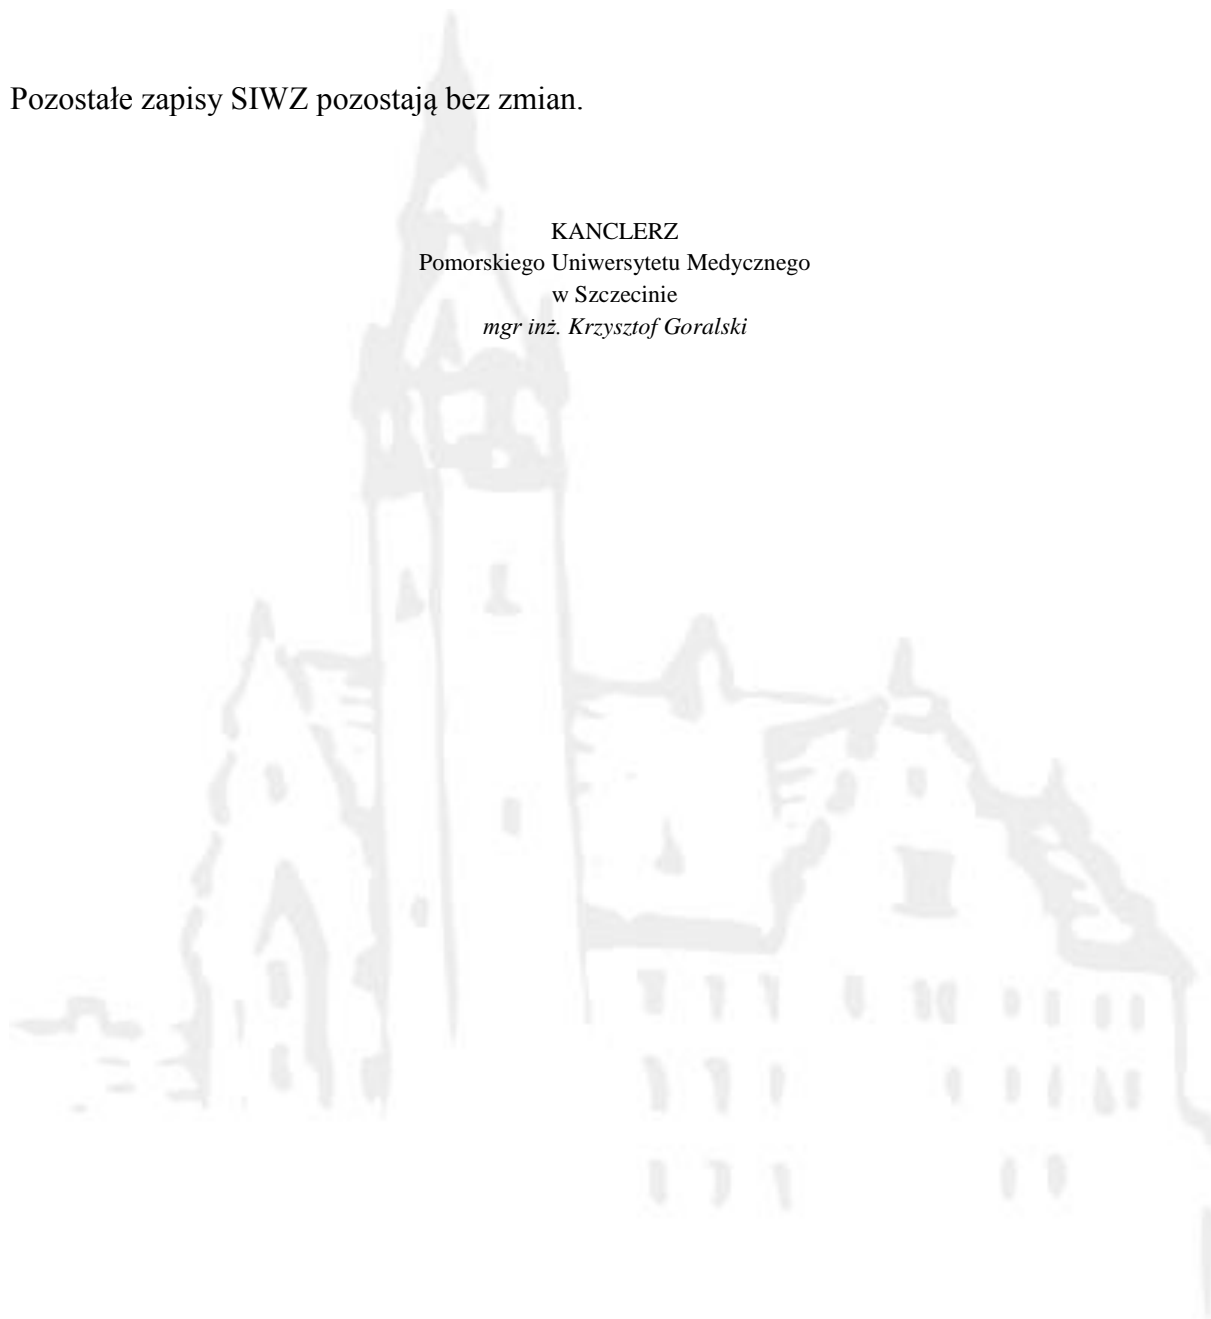 Pozostałe zapisy SIWZ pozostają bez zmian.
KANCLERZ
Pomorskiego Uniwersytetu Medycznego
w Szczecinie
mgr inż. Krzysztof Goralski